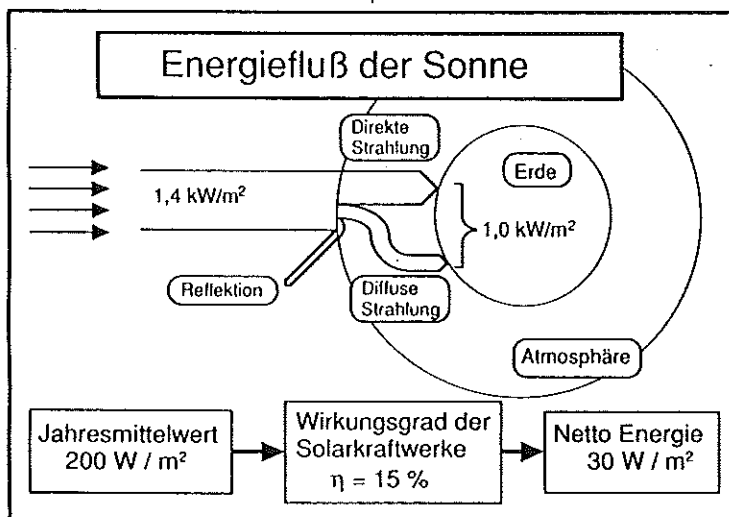 Energiefluß der Sonne
Direkte
Strahlung
Erde
1,4 kW/m²
1,0 kW/m²
Reflektion
Diffuse
Strahlung
Atmosphäre
Jahresmittelwert
200 W / m²
Wirkungsgrad der
Solarkraftwerke
η = 15 %
Netto Energie
30 W / m²